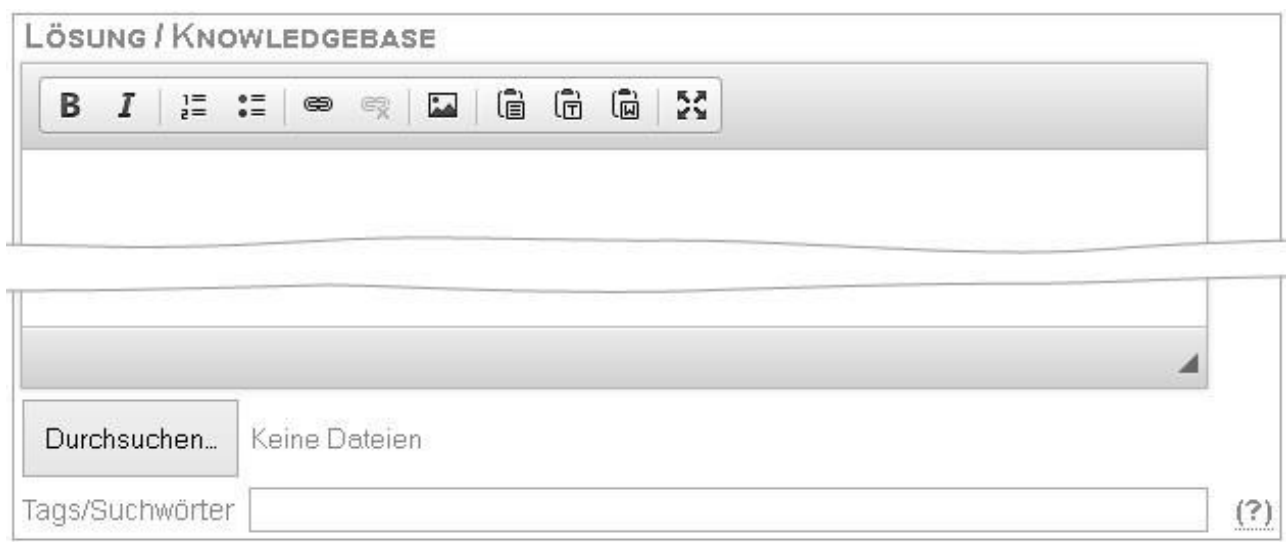 LÖSUNG / KNOWLEDGEBASE
B I
Durchsuchen... Keine Dateien
Tags/Suchwörter (?)